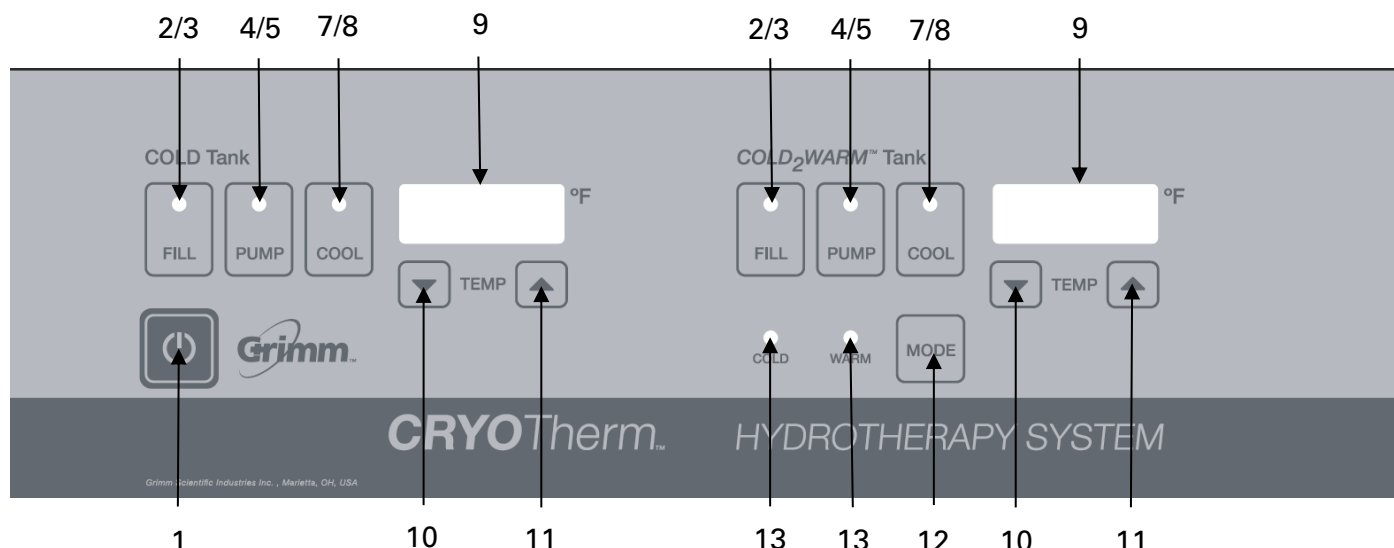 2/3 4/5 7/8 9 2/3 4/5 7/8 9
COLD Tank COLD2WARM™ Tank
°F °F
FILL PUMP COOL FILL PUMP COOL
TEMP TEMP
Grimm™ COLD WARM MODE
CRYOTherm™ HYDROTHERAPY SYSTEM
Grimm Scientific Industries Inc. , Marietta, OH, USA
1 10 11 13 13 12 10 11